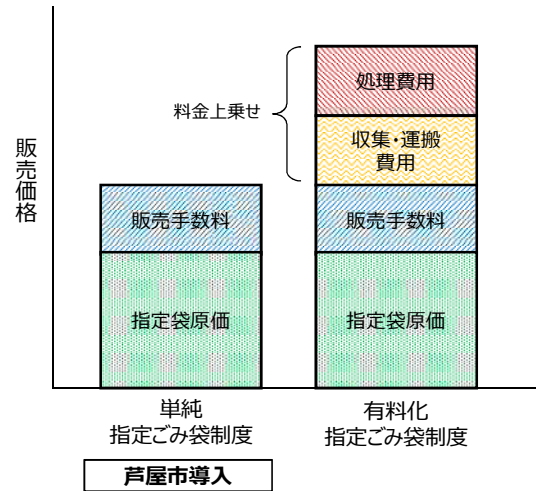 処理費用
料金上乗せ
収集・運搬
費用
販売価格
販売手数料
販売手数料
指定袋原価
指定袋原価
単純
指定ごみ袋制度
有料化
指定ごみ袋制度
芦屋市導入